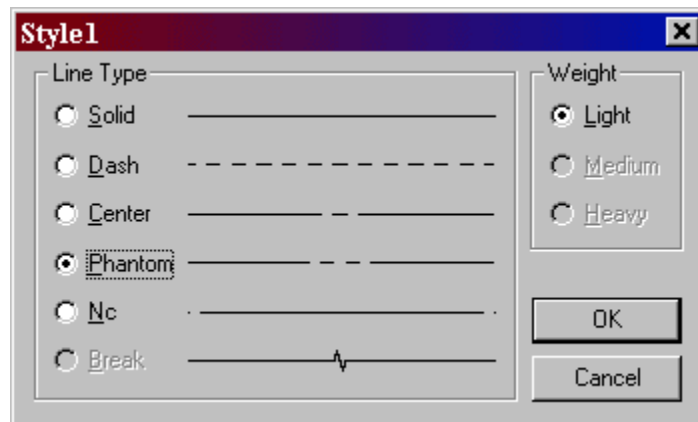 Style1
Line Type
Solid
Dash
Center
Phantom
Nc
Break
Weight
Light
Medium
Heavy
OK
Cancel